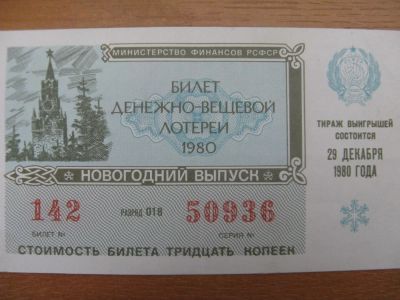 МИНИСТЕРСТВО ФИНАНСОВ РСФСР
БИЛЕТ
ДЕНЕЖНО-ВЕЩЕВОЙ
ЛОТЕРЕИ
1980
НОВОГОДНИЙ ВЫПУСК
142 РАЗРЯД 018 50936
БИЛЕТ № СЕРИЯ №
СТОИМОСТЬ БИЛЕТА ТРИДЦАТЬ КОПЕЕК
ТИРАЖ ВЫИГРЫШЕЙ
СОСТОИТСЯ
29 ДЕКАБРЯ
1980 ГОДА